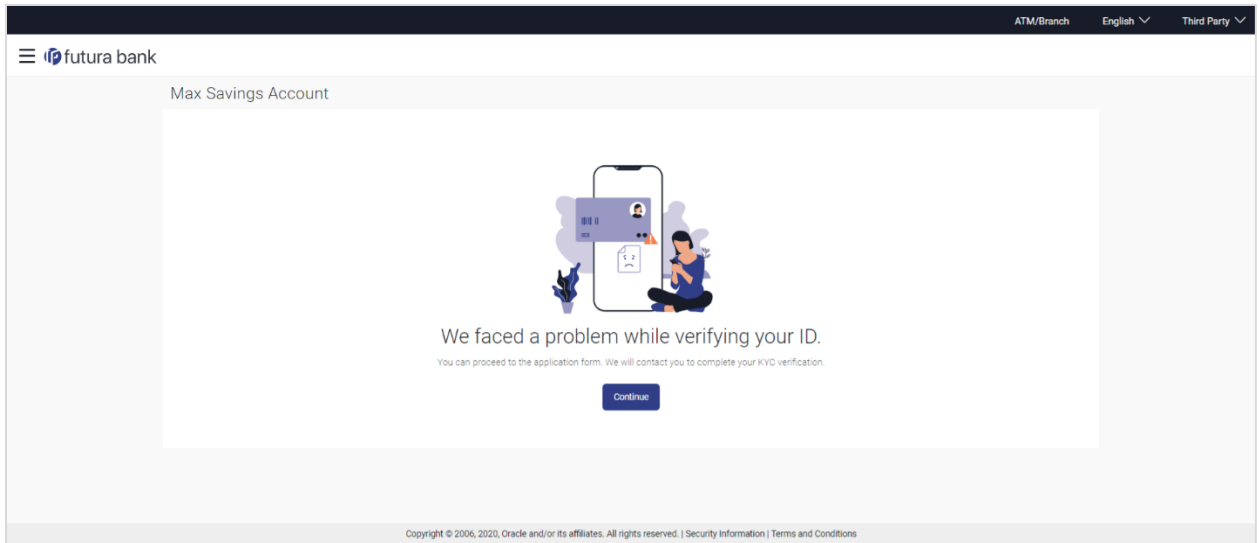 ATM/Branch English Third Party
futura bank
Max Savings Account
We faced a problem while verifying your ID.
You can proceed to the application form. We will contact you to complete your KYC verification.
Continue
Copyright © 2006, 2020, Oracle and/or its affiliates. All rights reserved. | Security Information | Terms and Conditions